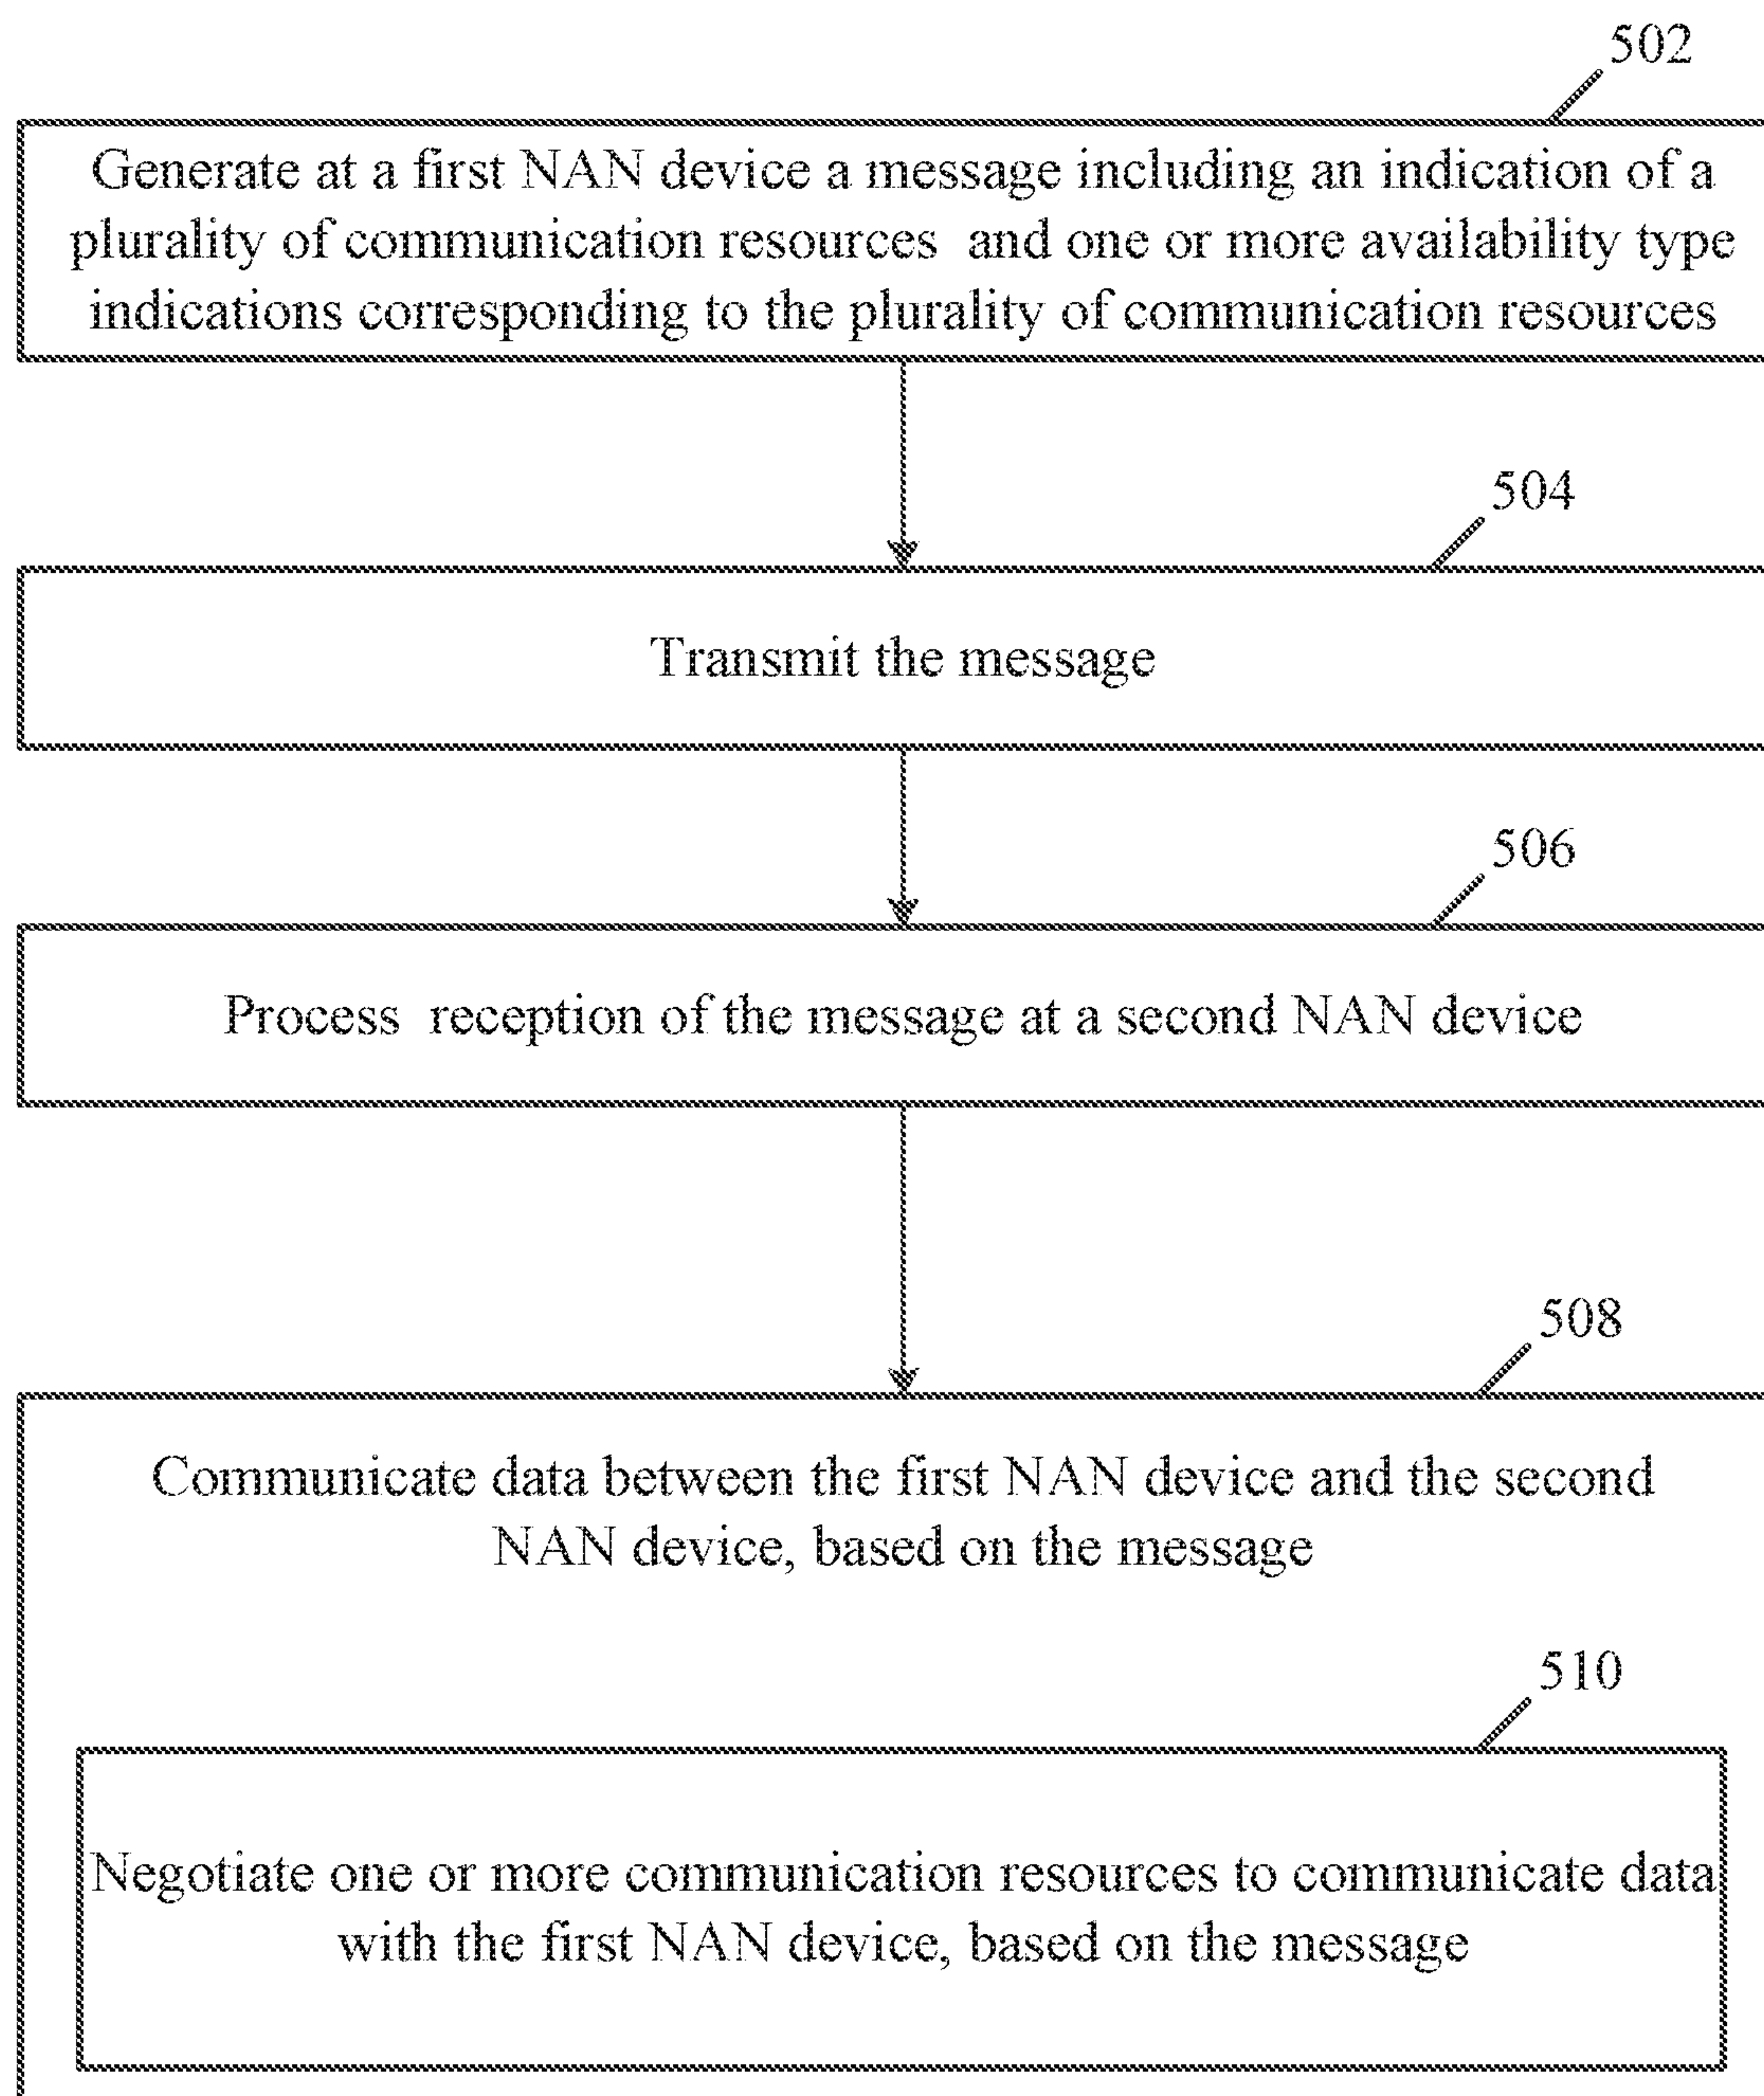 502
Generate at a first NAN device a message including an indication of a
plurality of communication resources and one or more availability type
indications corresponding to the plurality of communication resources
504
Transmit the message
506
Process reception of the message at a second NAN device
508
Communicate data between the first NAN device and the second
NAN device, based on the message
510
Negotiate one or more communication resources to communicate data
with the first NAN device, based on the message